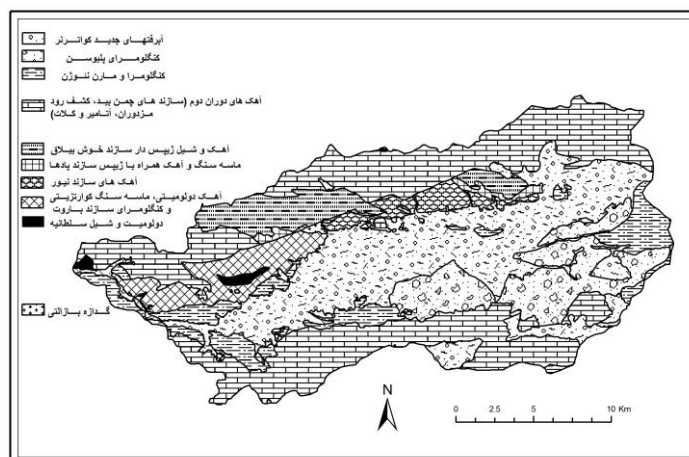 آبرفتهای جدید کواترنر
کنگلومرای پلیوسن
کنگلومرا و مارن نئوژن
آهک های دوران دوم (سازند های چمن بید، کشف رود
مزدوران، آتامیر و کلات)
آهک و شیل ژیپس دار سازند خوش ییلاق
ماسه سنگ و آهک همراه با ژیپس سازند پادها
آهک های سازند نیور
آهک دولومیتی، ماسه سنگ کوارتزیتی
و کنگلومرای سازند باروت
دولومیت و شیل سلطانیه
گدازه بازالتی
N
0 2.5 5 10 Km